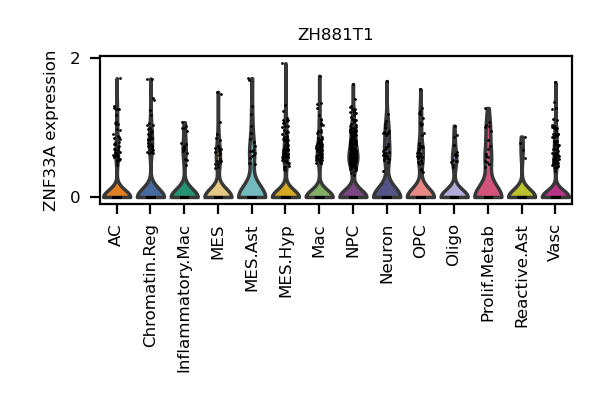 ZH881T1
ZNF33A expression
2
0
AC
Chromatin.Reg
Inflammatory.Mac
MES
MES.Ast
MES.Hyp
Mac
NPC
Neuron
OPC
Oligo
Prolif.Metab
Reactive.Ast
Vasc